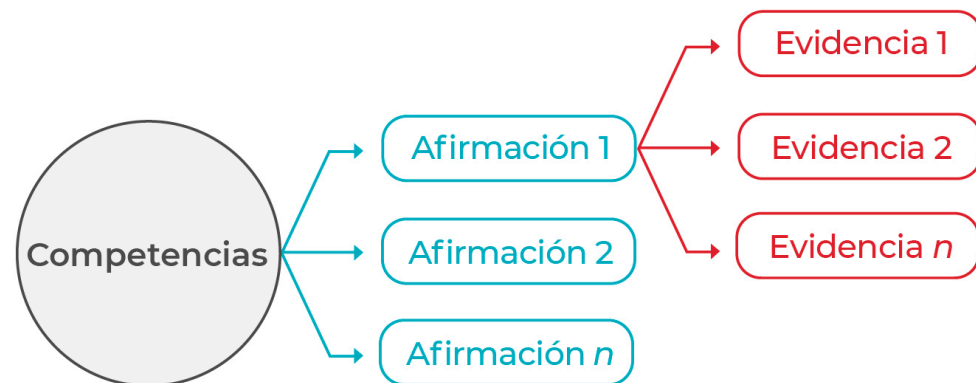 Competencias
Afirmación 1
Afirmación 2
Afirmación n
Evidencia 1
Evidencia 2
Evidencia n